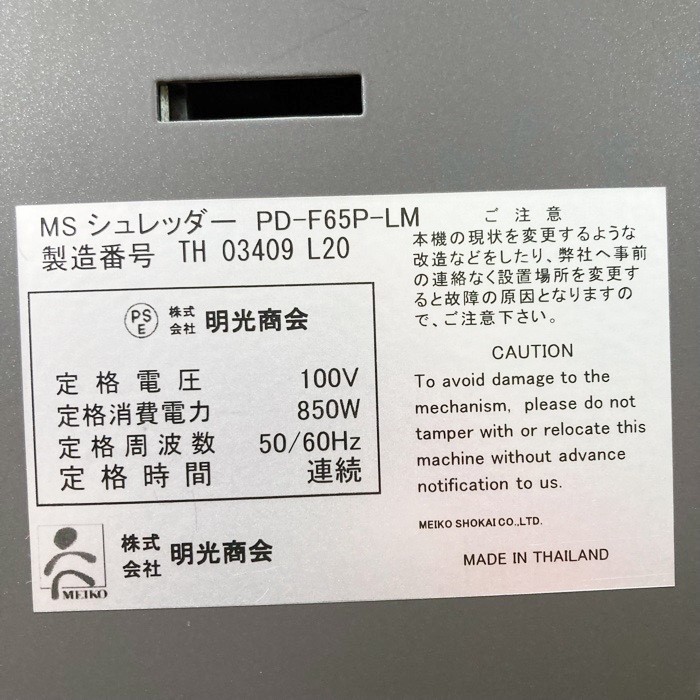 MS シュレッダー PD-F65P-LM
製造番号 TH 03409 L20
PSE 株式会社 明光商会
定格電圧 100V
定格消費電力 850W
定格周波数 50/60Hz
定格時間 連続
株式会社 明光商会
MEIKO
ご注意
本機の現状を変更するような
改造などをしたり、弊社へ事前
の連絡なく設置場所を変更す
ると故障の原因となりますの
で、ご注意下さい。
CAUTION
To avoid damage to the
mechanism, please do not
tamper with or relocate this
machine without advance
notification to us.
MEIKO SHOKAI CO.,LTD.
MADE IN THAILAND